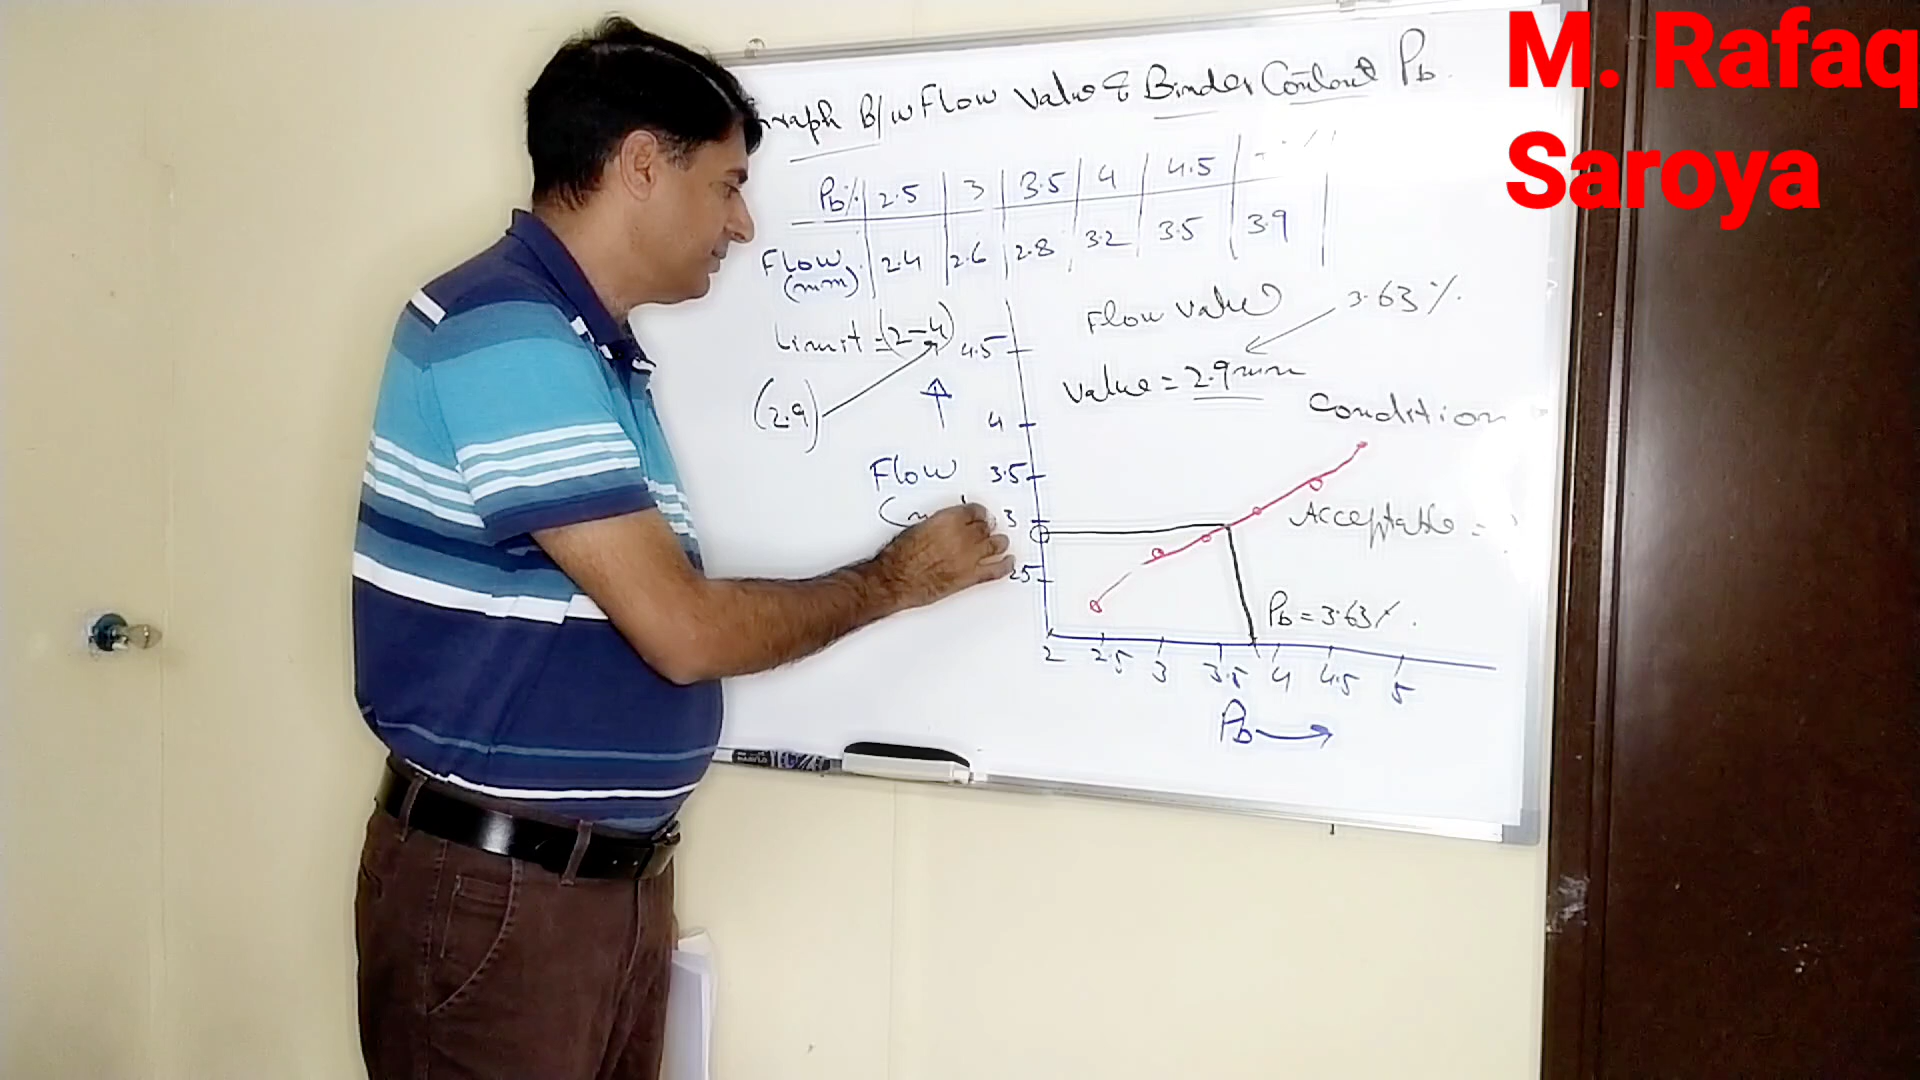 M. Rafaq
Saroya
Graph B/w Flow Value & Binder Content Pb.
Pb% 2.5 3 3.5 4 4.5
Flow (mm) 2.4 2.6 2.8 3.2 3.5 3.9
Limit = (2-4)
(2.9)
Flow Value 3.63%.
Value = 2.9mm
Condition
Acceptable =
Flow
4.5
4
3.5
3
2.5
Pb = 3.63%.
2 2.5 3 3.5 4 4.5 5
Pb →